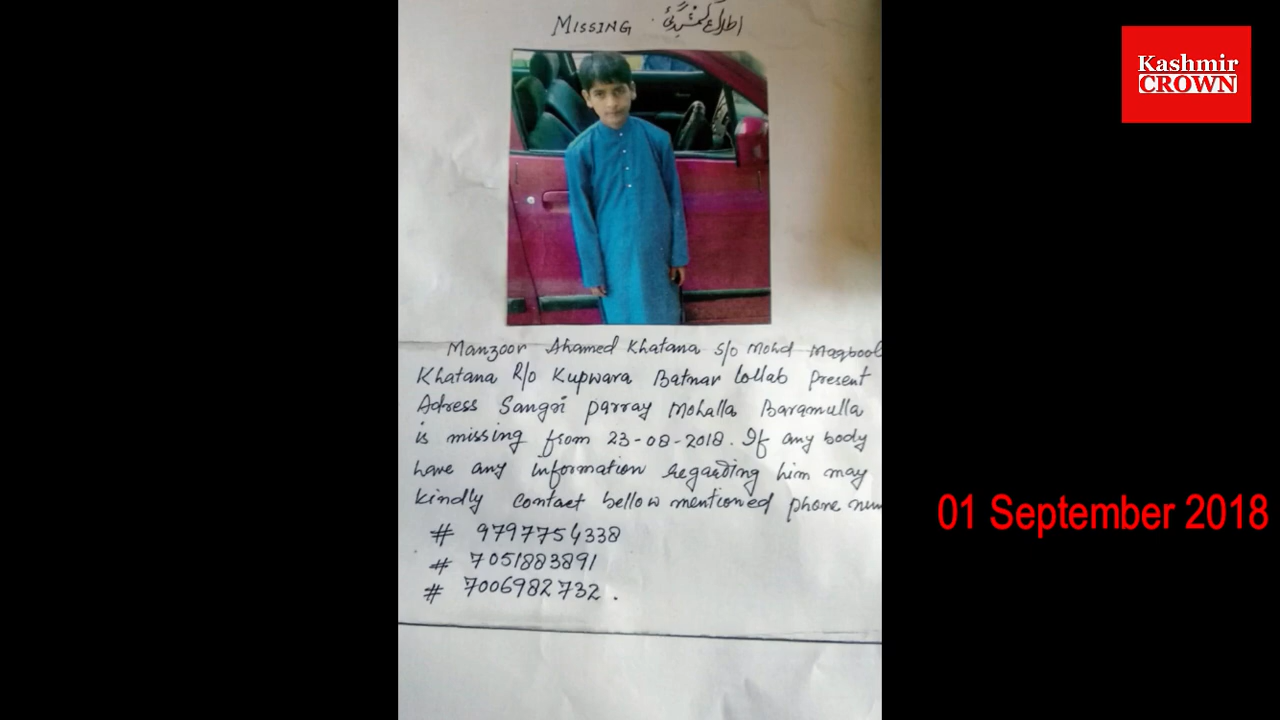 MISSING اطلاع گمشدگی
Kashmir
CROWN
Manzoor Ahamed Khatana S/o Mohd Maqbool
Khatana R/o Kupwara Batnar Lollab present
Adress Sangri parray Mohalla Baramulla
is missing from 23-08-2018. If any body
have any information regarding him may
kindly contact bellow mentioned phone num
# 9797754338
# 7051883891
# 7006982732.
01 September 2018